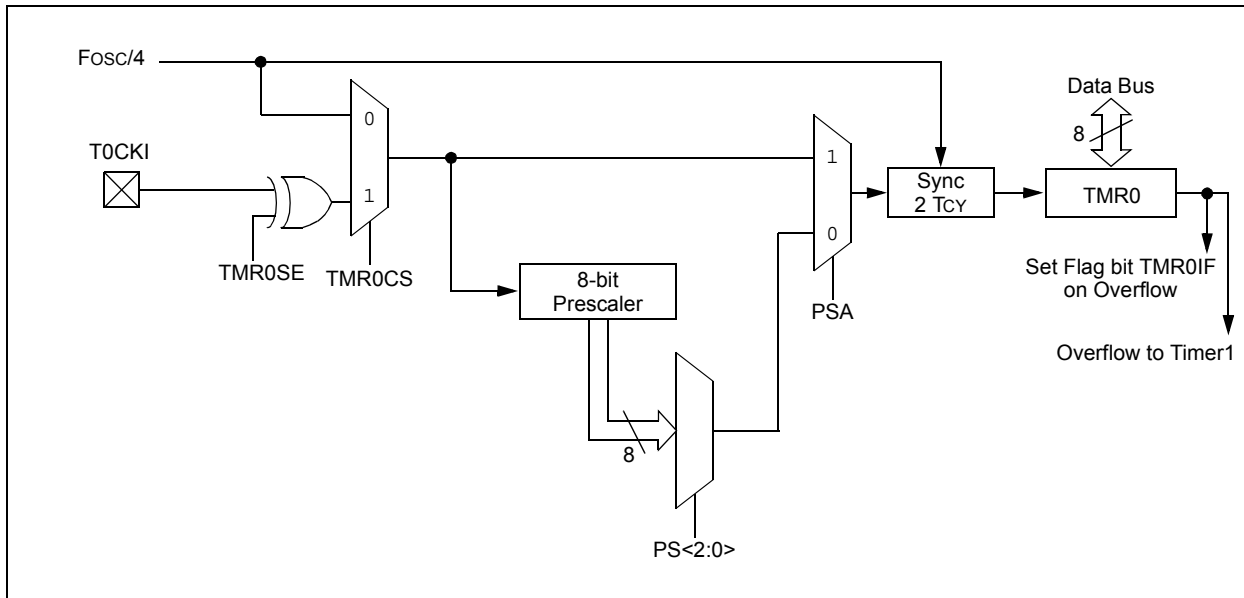 FOSC/4
T0CKI
0
1
TMR0SE
TMR0CS
8-bit
Prescaler
8
PS<2:0>
1
0
PSA
Sync
2 TCY
Data Bus
8
TMR0
Set Flag bit TMR0IF
on Overflow
Overflow to Timer1